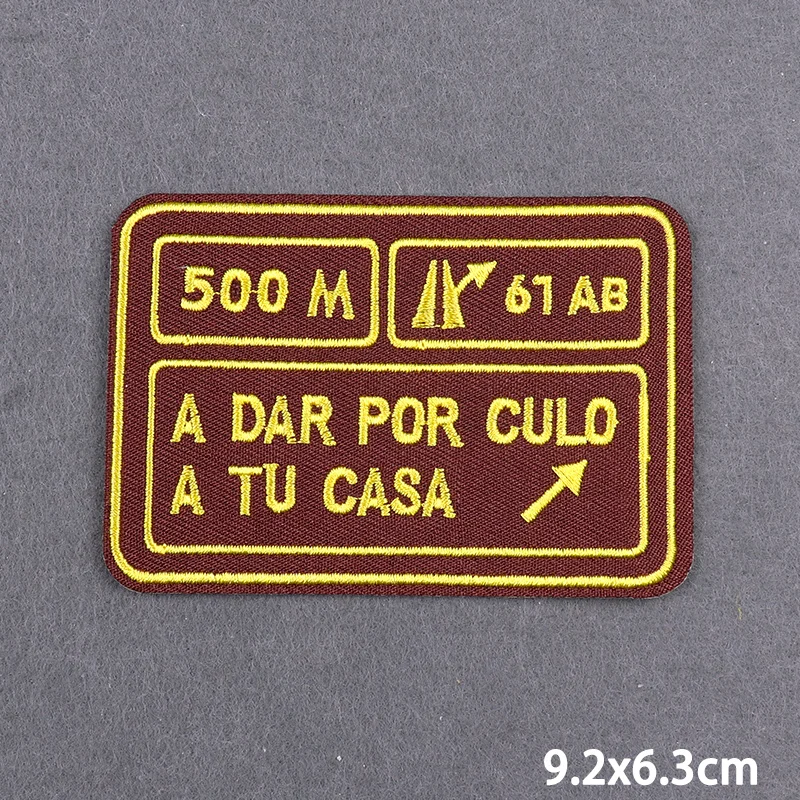 500 M
61 AB
A DAR POR CULO
A TU CASA
9.2x6.3cm